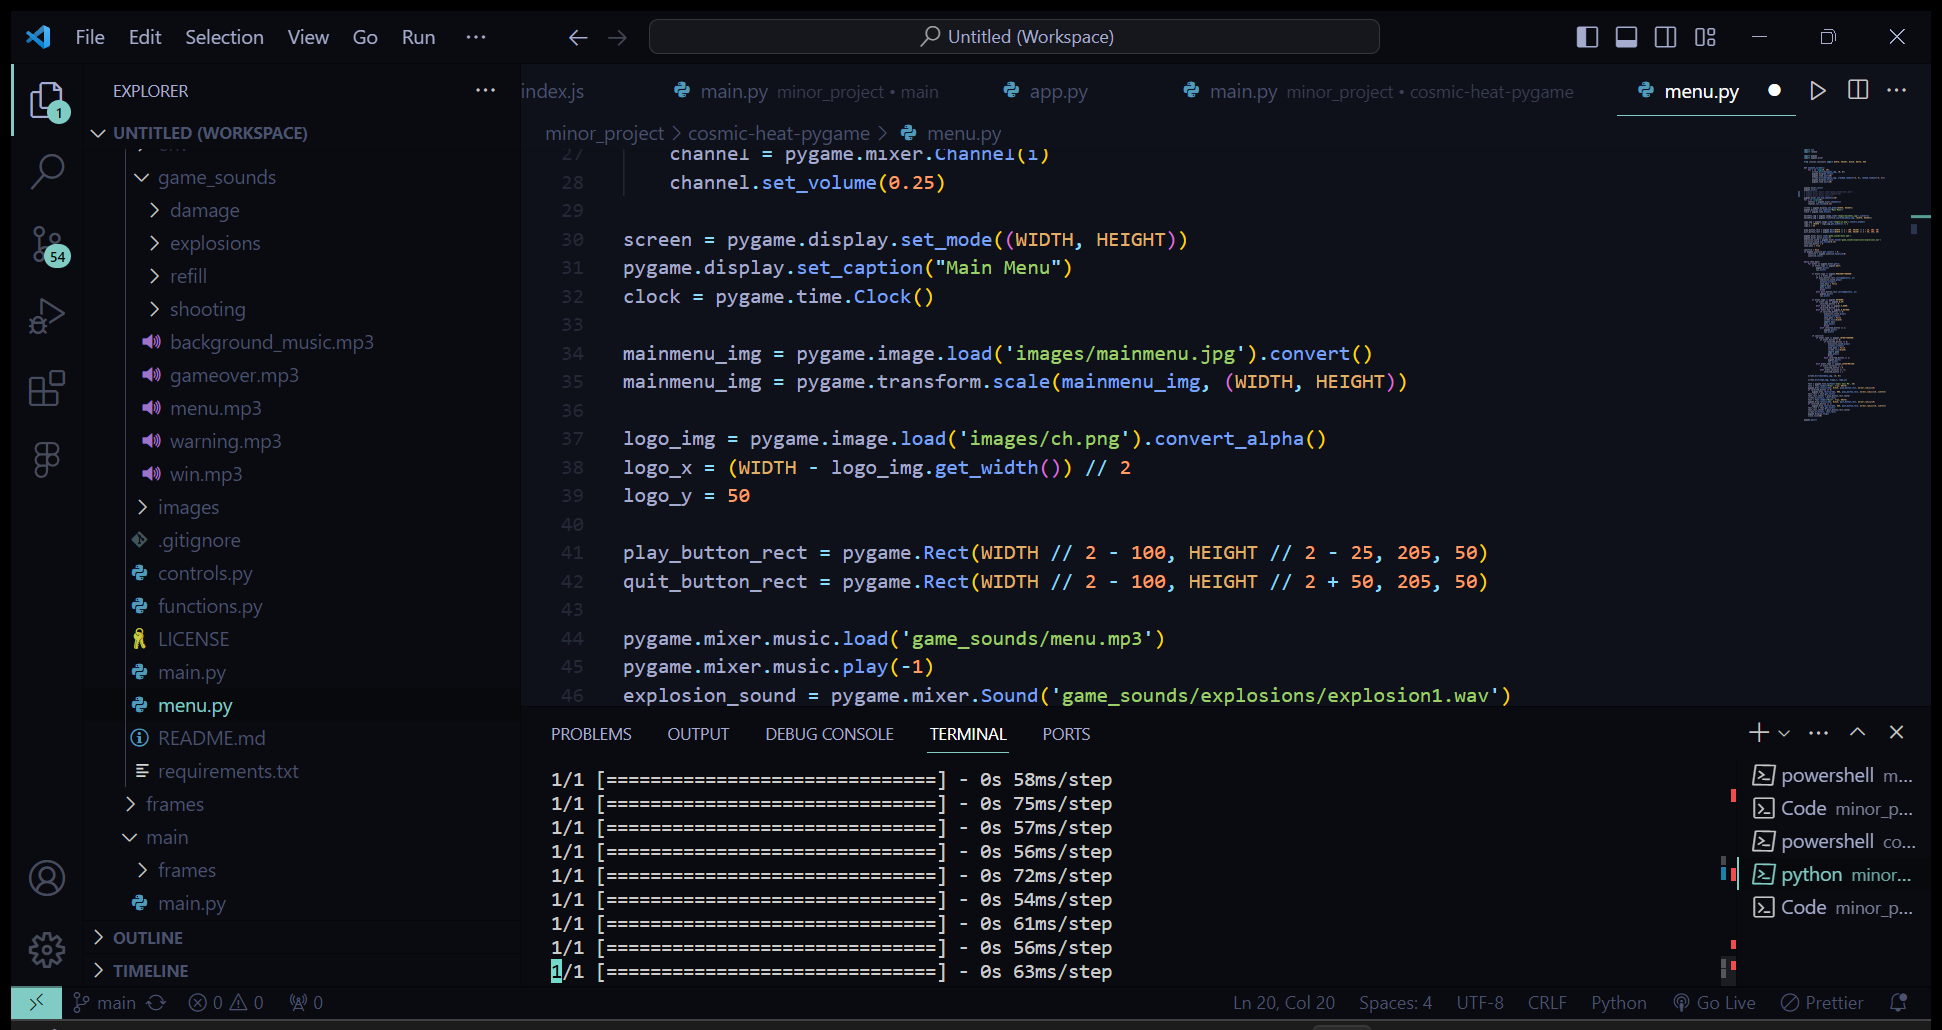 File Edit Selection View Go Run ···
Untitled (Workspace)
EXPLORER
1
54
UNTITLED (WORKSPACE)
game_sounds
damage
explosions
refill
shooting
background_music.mp3
gameover.mp3
menu.mp3
warning.mp3
win.mp3
images
.gitignore
controls.py
functions.py
LICENSE
main.py
menu.py
README.md
requirements.txt
frames
main
frames
main.py
OUTLINE
TIMELINE
index.js
main.py minor_project • main
app.py
main.py minor_project • cosmic-heat-pygame
menu.py
minor_project > cosmic-heat-pygame > menu.py
27 channel = pygame.mixer.Channel(i)
28 channel.set_volume(0.25)
29
30 screen = pygame.display.set_mode((WIDTH, HEIGHT))
31 pygame.display.set_caption("Main Menu")
32 clock = pygame.time.Clock()
33
34 mainmenu_img = pygame.image.load('images/mainmenu.jpg').convert()
35 mainmenu_img = pygame.transform.scale(mainmenu_img, (WIDTH, HEIGHT))
36
37 logo_img = pygame.image.load('images/ch.png').convert_alpha()
38 logo_x = (WIDTH - logo_img.get_width()) // 2
39 logo_y = 50
40
41 play_button_rect = pygame.Rect(WIDTH // 2 - 100, HEIGHT // 2 - 25, 205, 50)
42 quit_button_rect = pygame.Rect(WIDTH // 2 - 100, HEIGHT // 2 + 50, 205, 50)
43
44 pygame.mixer.music.load('game_sounds/menu.mp3')
45 pygame.mixer.music.play(-1)
46 explosion_sound = pygame.mixer.Sound('game_sounds/explosions/explosion1.wav')
PROBLEMS OUTPUT DEBUG CONSOLE TERMINAL PORTS
1/1 [==============================] - 0s 58ms/step
1/1 [==============================] - 0s 75ms/step
1/1 [==============================] - 0s 57ms/step
1/1 [==============================] - 0s 56ms/step
1/1 [==============================] - 0s 72ms/step
1/1 [==============================] - 0s 54ms/step
1/1 [==============================] - 0s 61ms/step
1/1 [==============================] - 0s 56ms/step
1/1 [==============================] - 0s 63ms/step
powershell m...
Code minor_p...
powershell co...
python minor...
Code minor_p...
main 0 0 0
Ln 20, Col 20 Spaces: 4 UTF-8 CRLF Python Go Live Prettier